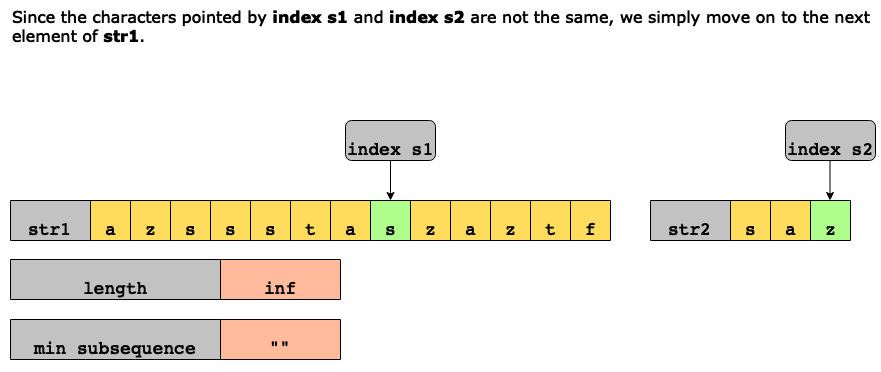 Since the characters pointed by index s1 and index s2 are not the same, we simply move on to the next
element of str1.
index s1 index s2
str1 a z s s s t a s z a z t f str2 s a z
length inf
min subsequence ""